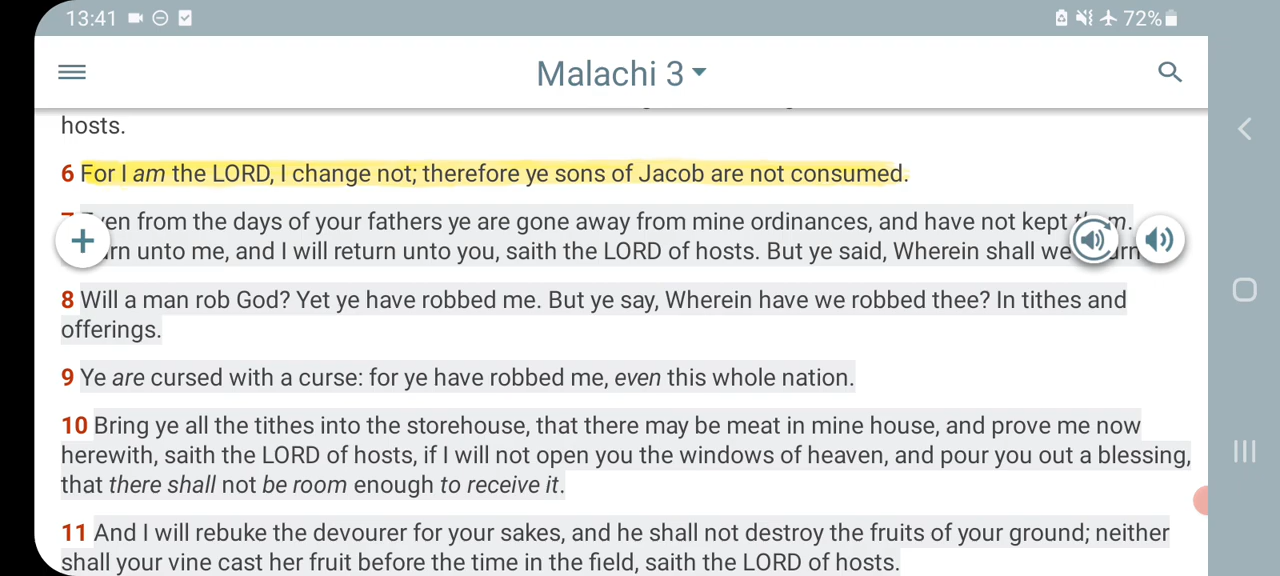 13:41
72%
Malachi 3
hosts.
6 For I am the LORD, I change not; therefore ye sons of Jacob are not consumed.
from the days of your fathers ye are gone away from mine ordinances, and have not kept
unto me, and I will return unto you, saith the LORD of hosts. But ye said, Wherein shall we
8 Will a man rob God? Yet ye have robbed me. But ye say, Wherein have we robbed thee? In tithes and
offerings.
9 Ye are cursed with a curse: for ye have robbed me, even this whole nation.
10 Bring ye all the tithes into the storehouse, that there may be meat in mine house, and prove me now
herewith, saith the LORD of hosts, if I will not open you the windows of heaven, and pour you out a blessing,
that there shall not be room enough to receive it.
11 And I will rebuke the devourer for your sakes, and he shall not destroy the fruits of your ground; neither
shall your vine cast her fruit before the time in the field, saith the LORD of hosts.